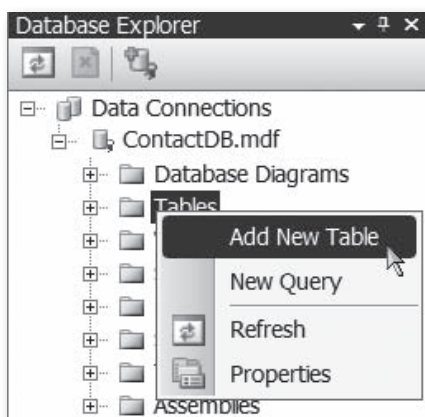 Database Explorer
Data Connections
ContactDB.mdf
Database Diagrams
Tables
Add New Table
New Query
Refresh
Properties
Assemblies